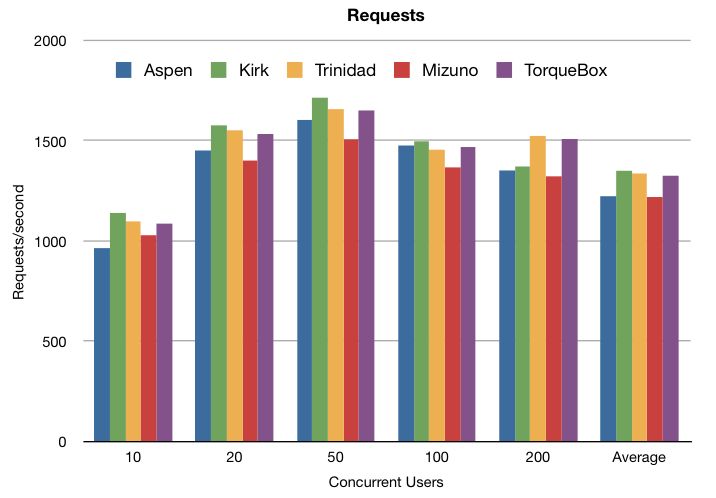 Requests
2000
Aspen Kirk Trinidad Mizuno TorqueBox
1500
1000
500
0
Requests/second
10 20 50 100 200 Average
Concurrent Users